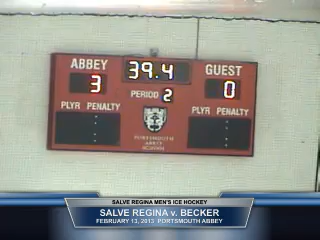 ABBEY 39.4 GUEST
3 PERIOD 2 0
PLYR PENALTY PLYR PENALTY
PORTSMOUTH
ABBEY
SCHOOL
SALVE REGINA MEN'S ICE HOCKEY
SALVE REGINA v. BECKER
FEBRUARY 13, 2013 PORTSMOUTH ABBEY